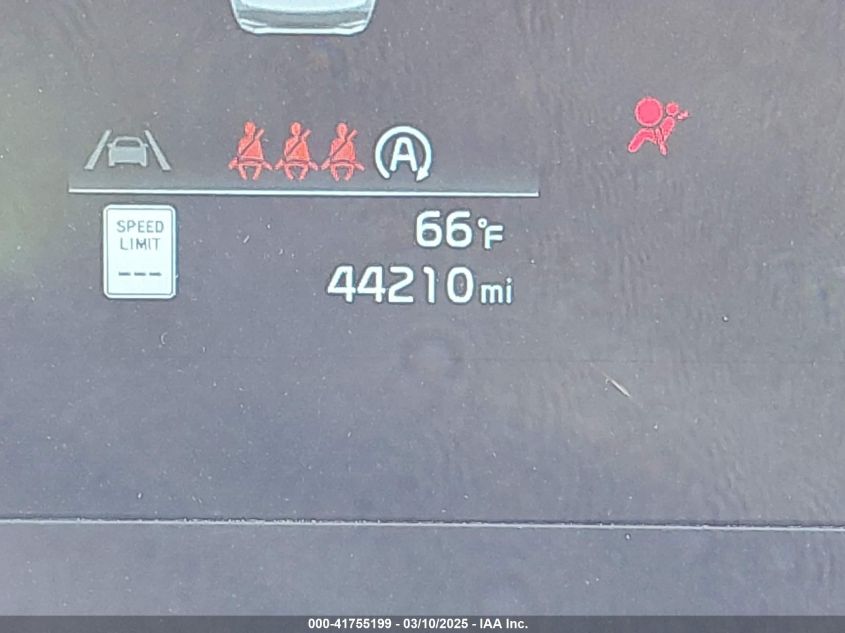 A
SPEED
LIMIT
---
66°F
44210mi
000-41755199 - 03/10/2025 - IAA Inc.